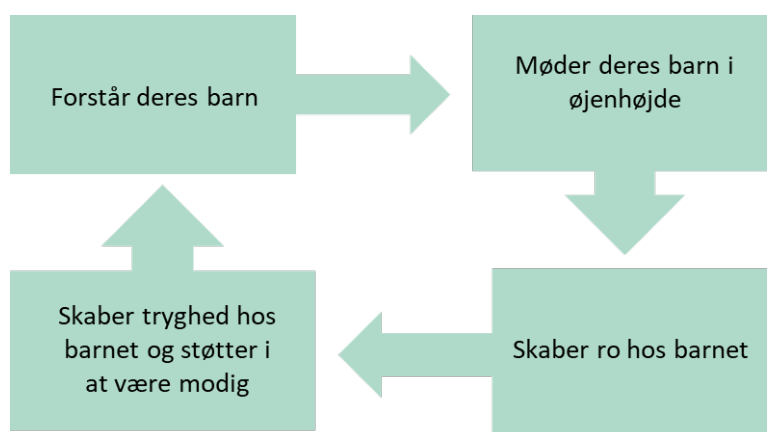 Forstår deres barn
Møder deres barn i
øjenhøjde
Skaber ro hos barnet
Skaber tryghed hos
barnet og støtter i
at være modig